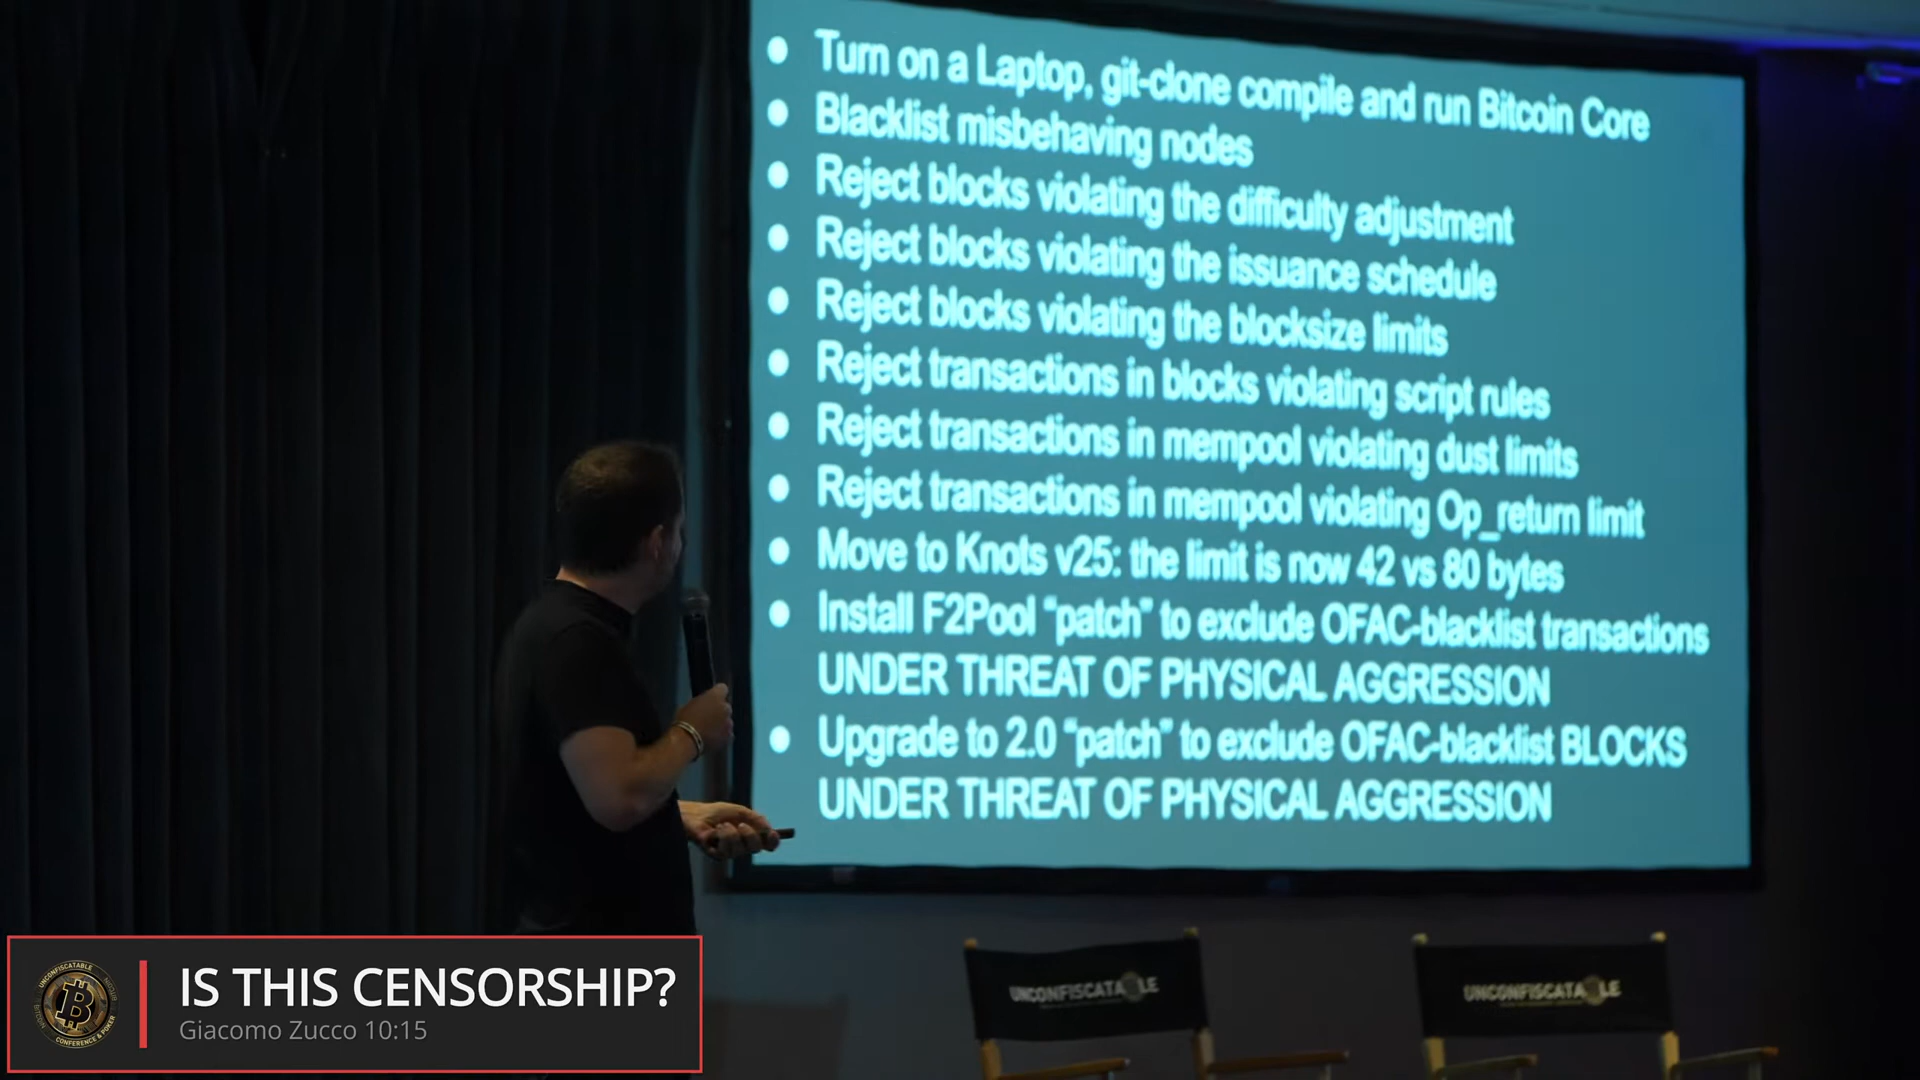 Turn on a Laptop, git-clone compile and run Bitcoin Core
Blacklist misbehaving nodes
Reject blocks violating the difficulty adjustment
Reject blocks violating the issuance schedule
Reject blocks violating the blocksize limits
Reject transactions in blocks violating script rules
Reject transactions in mempool violating dust limits
Reject transactions in mempool violating Op_return limit
Move to Knots v25: the limit is now 42 vs 80 bytes
Install F2Pool “patch” to exclude OFAC-blacklist transactions
UNDER THREAT OF PHYSICAL AGGRESSION
Upgrade to 2.0 “patch” to exclude OFAC-blacklist BLOCKS
UNDER THREAT OF PHYSICAL AGGRESSION
UNCONFISCATABLE
UNCONFISCATABLE
UNCONFISCATABLE
BITCOIN
CONFERENCE & POKER
IS THIS CENSORSHIP?
Giacomo Zucco 10:15